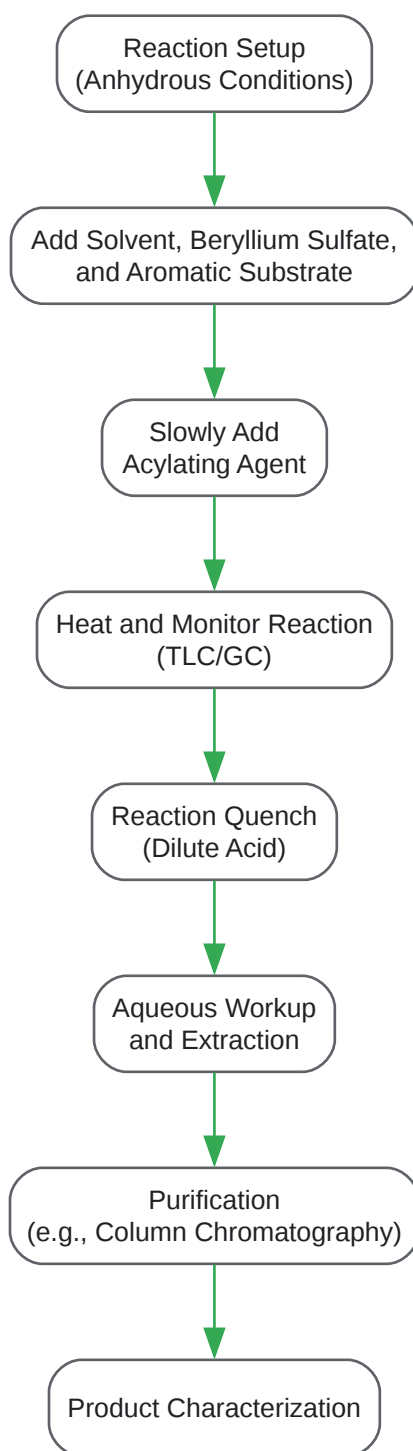 Reaction Setup
(Anhydrous Conditions)
Add Solvent, Beryllium Sulfate,
and Aromatic Substrate
Slowly Add
Acylating Agent
Heat and Monitor Reaction
(TLC/GC)
Reaction Quench
(Dilute Acid)
Aqueous Workup
and Extraction
Purification
(e.g., Column Chromatography)
Product Characterization